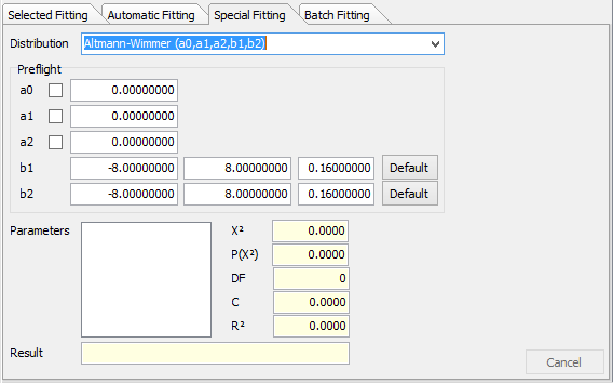 Selected Fitting Automatic Fitting Special Fitting Batch Fitting
Distribution Altmann-Wimmer (a0,a1,a2,b1,b2)
Preflight
a0 0.00000000
a1 0.00000000
a2 0.00000000
b1 -8.00000000 8.00000000 0.16000000 Default
b2 -8.00000000 8.00000000 0.16000000 Default
Parameters X² 0.0000
P(X²) 0.0000
DF 0
C 0.0000
R² 0.0000
Result
Cancel